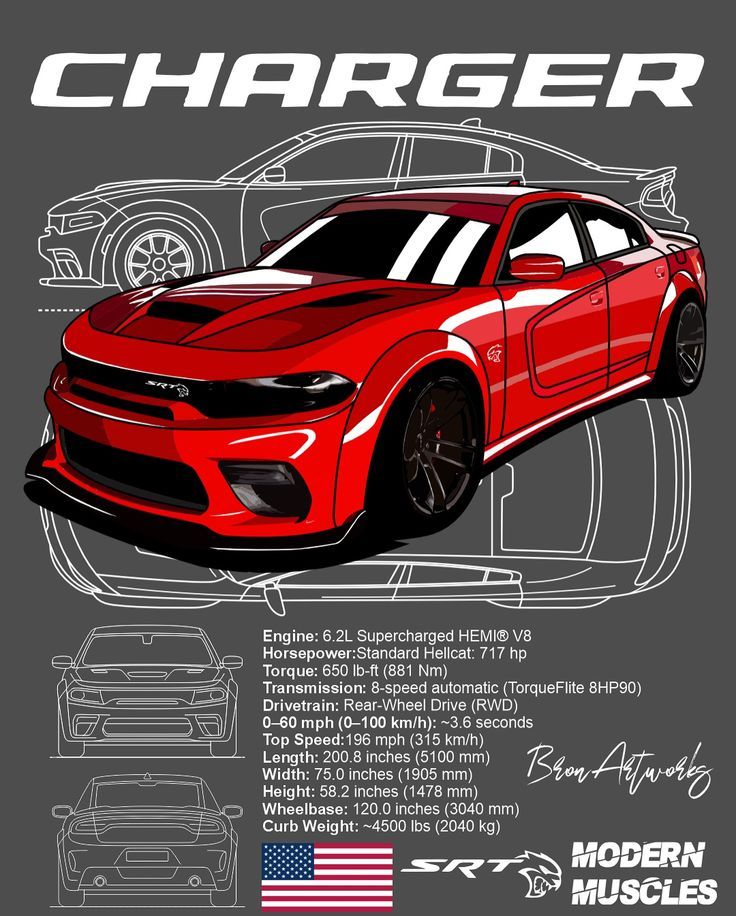 CHARGER
SRT
Engine: 6.2L Supercharged HEMI® V8
Horsepower:Standard Hellcat: 717 hp
Torque: 650 lb-ft (881 Nm)
Transmission: 8-speed automatic (TorqueFlite 8HP90)
Drivetrain: Rear-Wheel Drive (RWD)
0–60 mph (0–100 km/h): ~3.6 seconds
Top Speed:196 mph (315 km/h)
Length: 200.8 inches (5100 mm)
Width: 75.0 inches (1905 mm)
Height: 58.2 inches (1478 mm)
Wheelbase: 120.0 inches (3040 mm)
Curb Weight: ~4500 lbs (2040 kg)
Bron Artworks
SRT
MODERN
MUSCLES